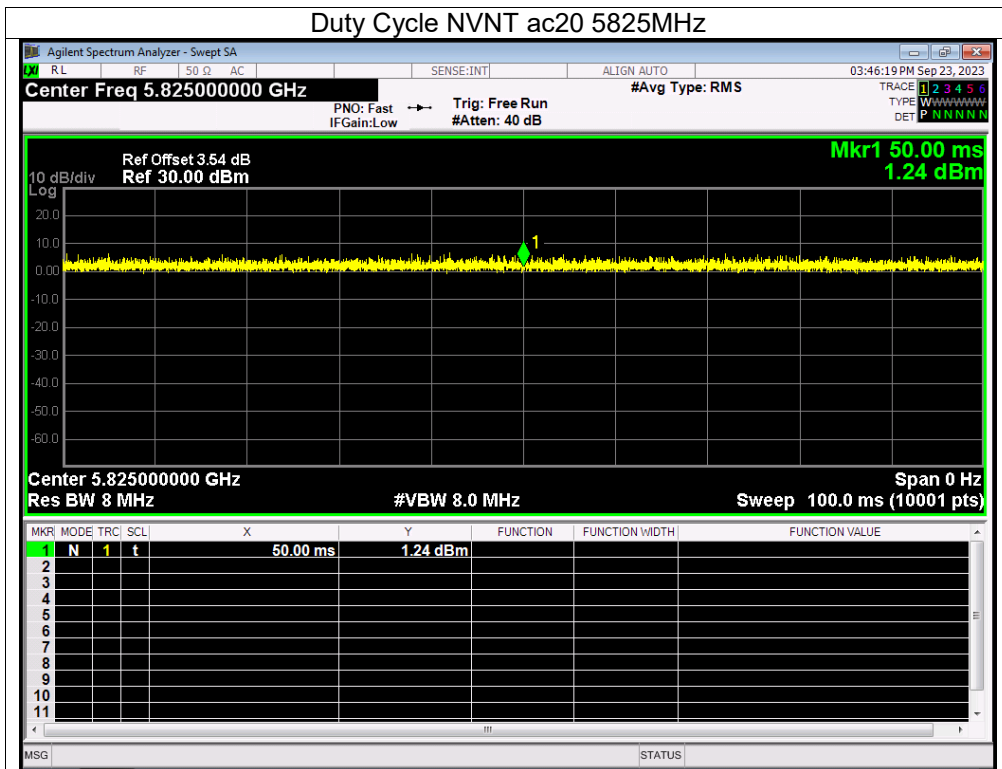 Duty Cycle NVNT ac20 5825MHz
Agilent Spectrum Analyzer - Swept SA
LXI RL RF 50 Ω AC SENSE:INT ALIGN AUTO 03:46:19 PM Sep 23, 2023
Center Freq 5.825000000 GHz #Avg Type: RMS TRACE 1 2 3 4 5 6
PNO: Fast Trig: Free Run TYPE WWWWWW
IFGain:Low #Atten: 40 dB DET P N N N N N
Mkr1 50.00 ms
Ref Offset 3.54 dB
10 dB/div Ref 30.00 dBm 1.24 dBm
Log
20.0
10.0
1
0.00
-10.0
-20.0
-30.0
-40.0
-50.0
-60.0
Center 5.825000000 GHz Span 0 Hz
Res BW 8 MHz #VBW 8.0 MHz Sweep 100.0 ms (10001 pts)
MKR MODE TRC SCL X Y FUNCTION FUNCTION WIDTH FUNCTION VALUE
1 N 1 t 50.00 ms 1.24 dBm
2
3
4
5
6
7
8
9
10
11
MSG STATUS